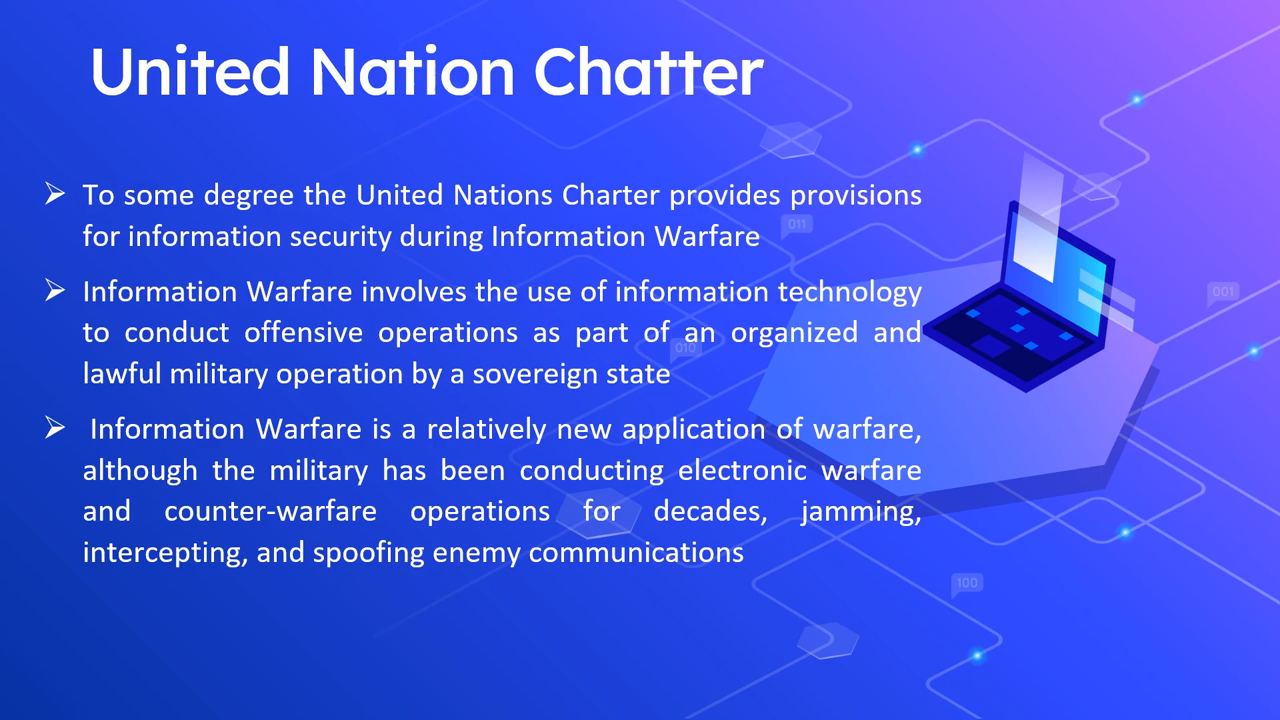 United Nation Chatter
➢ To some degree the United Nations Charter provides provisions
for information security during Information Warfare
011
➢ Information Warfare involves the use of information technology
001
to conduct offensive operations as part of an organized and
010
lawful military operation by a sovereign state
➢ Information Warfare is a relatively new application of warfare,
although the military has been conducting electronic warfare
and counter-warfare operations for decades, jamming,
intercepting, and spoofing enemy communications
100